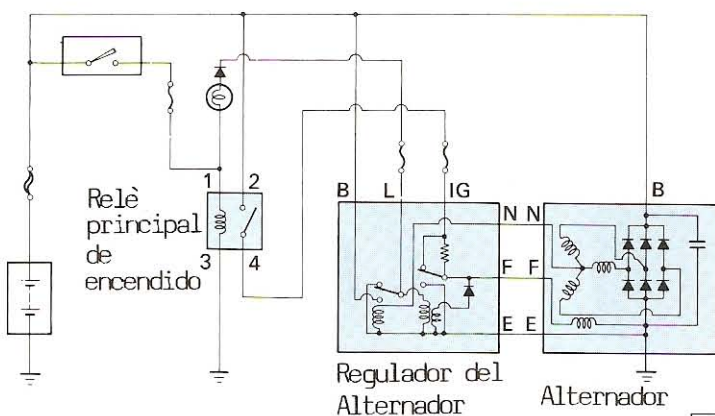 1 2
Relè
principal
de
encendido
3 4
B L IG
N N
F F
E E
B
Regulador del
Alternador
Alternador